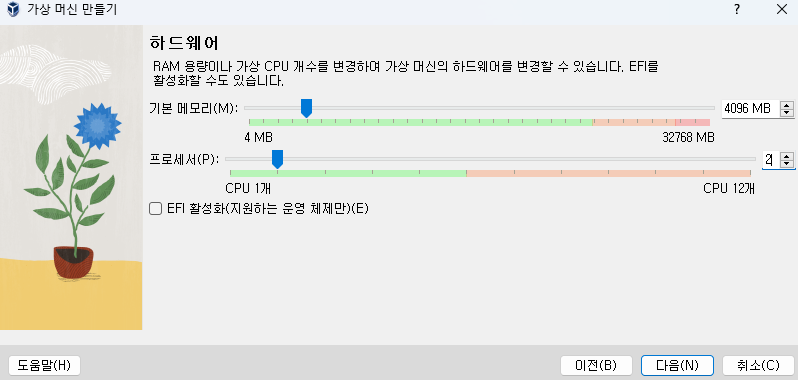 가상 머신 만들기
?
하드웨어
RAM 용량이나 가상 CPU 개수를 변경하여 가상 머신의 하드웨어를 변경할 수 있습니다. EFI를
활성화할 수도 있습니다.
기본 메모리(M):
4096 MB
4 MB
32768 MB
프로세서(P):
2
CPU 1개
CPU 12개
EFI 활성화(지원하는 운영 체제만)(E)
도움말(H)
이전(B)
다음(N)
취소(C)